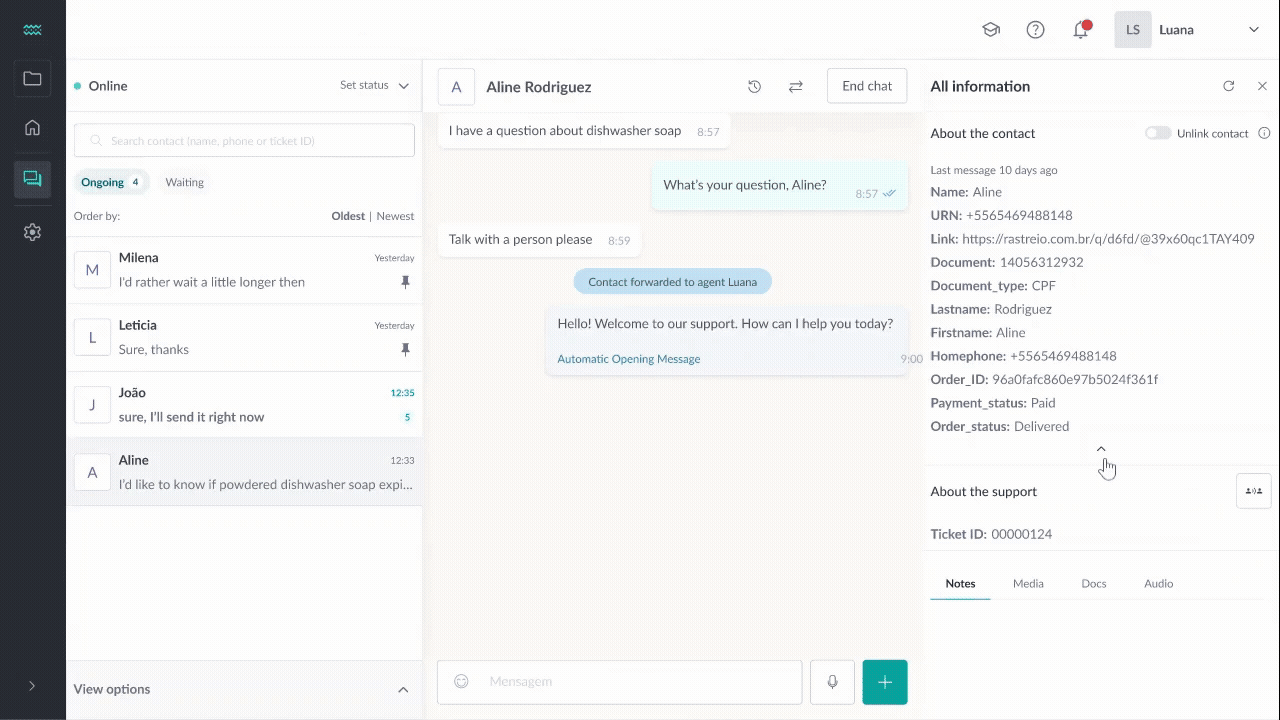 LS Luana
Online
Set status
Search contact (name, phone or ticket ID)
Ongoing 4 Waiting
Order by: Oldest | Newest
M
Milena Yesterday
I'd rather wait a little longer then
L
Leticia Yesterday
Sure, thanks
J
João 12:35
sure, I'll send it right now 5
A
Aline 12:33
I'd like to know if powdered dishwasher soap expi...
View options
A
Aline Rodriguez
End chat
I have a question about dishwasher soap 8:57
What's your question, Aline?
8:57
Talk with a person please 8:59
Contact forwarded to agent Luana
Hello! Welcome to our support. How can I help you today?
Automatic Opening Message 9:00
Mensagem
All information
About the contact
Unlink contact
Last message 10 days ago
Name: Aline
URN: +5565469488148
Link: https://rastreio.com.br/q/d6fd/@39x60qc1TAY409
Document: 14056312932
Document_type: CPF
Lastname: Rodriguez
Firstname: Aline
Homephone: +5565469488148
Order_ID: 96a0fafc860e97b5024f361f
Payment_status: Paid
Order_status: Delivered
About the support
Ticket ID: 00000124
Notes Media Docs Audio